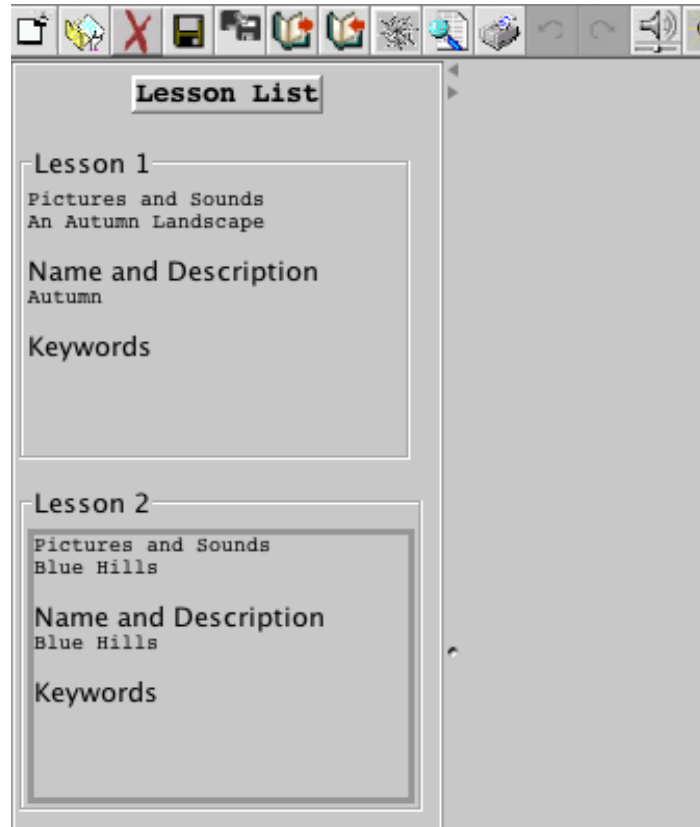 Lesson List
Lesson 1
Pictures and Sounds
An Autumn Landscape
Name and Description
Autumn
Keywords
Lesson 2
Pictures and Sounds
Blue Hills
Name and Description
Blue Hills
Keywords